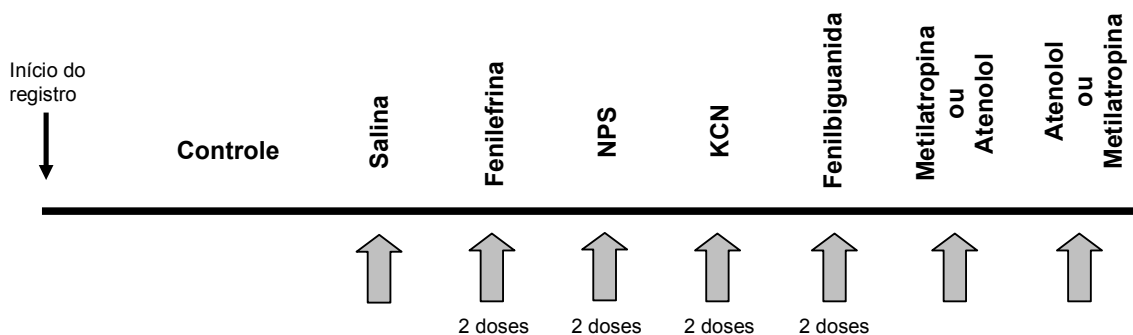 Início do
registro
Controle
Salina
Fenilefrina
NPS
KCN
Fenilbiguanida
Metilatropina
ou
Atenolol
Atenolol
ou
Metilatropina
2 doses
2 doses
2 doses
2 doses